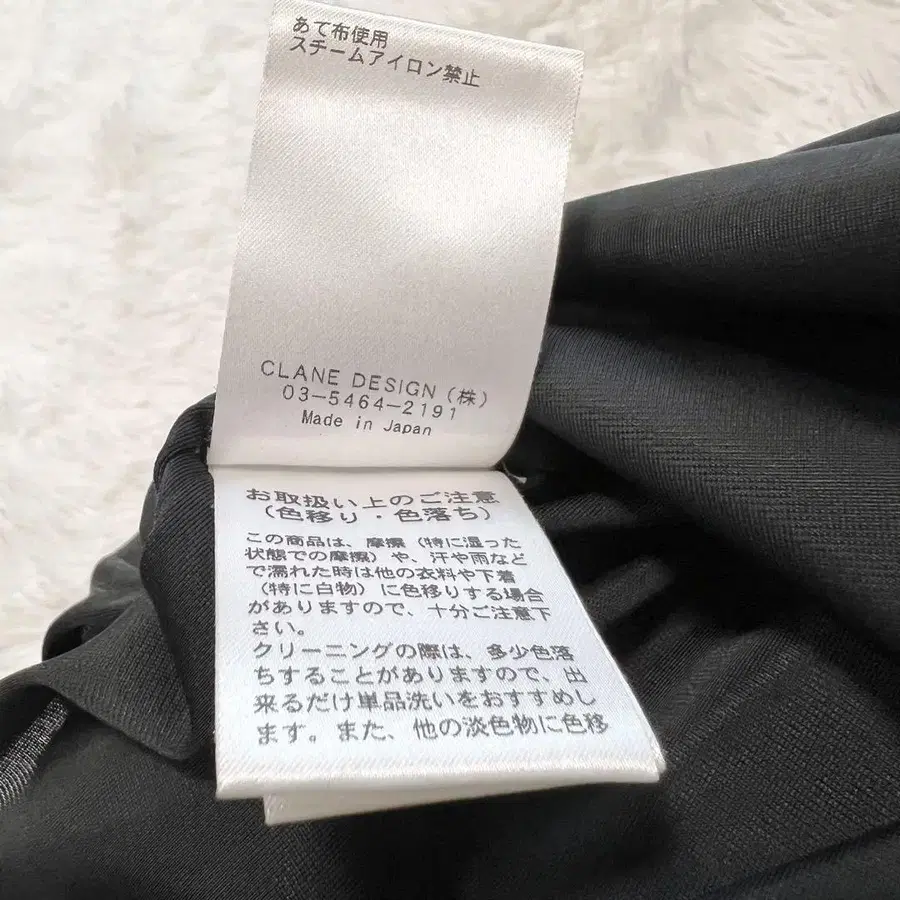 あて布使用
スチームアイロン禁止
CLANE DESIGN (株)
03-5464-2191
Made in Japan
お取扱い上のご注意
(色移り・色落ち)
この商品は、摩擦(特に湿った
状態での摩擦)や、汗や雨など
で濡れた時は他の衣料や下着
(特に白物)に色移りする場合
がありますので、十分ご注意下
さい。
クリーニングの際は、多少色落
ちすることがありますので、出
来るだけ単品洗いをおすすめし
ます。また、他の淡色物に色移